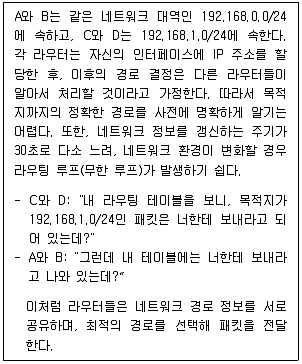 A와 B는 같은 네트워크 대역인 192.168.0.0/24
에 속하고, C와 D는 192.168.1.0/24에 속한다.
각 라우터는 자신의 인터페이스에 IP 주소를 할
당한 후, 이후의 경로 결정은 다른 라우터들이
알아서 처리할 것이라고 가정한다. 따라서 목적
지까지의 정확한 경로를 사전에 명확하게 알기는
어렵다. 또한, 네트워크 정보를 갱신하는 주기가
30초로 다소 느려, 네트워크 환경이 변화할 경우
라우팅 루프(무한 루프)가 발생하기 쉽다.
- C와 D: "내 라우팅 테이블을 보니, 목적지가
192.168.1.0/24인 패킷은 너한테 보내라고 되
어 있는데?"
- A와 B: "그런데 내 테이블에는 너한테 보내라
고 나와 있는데?"
이처럼 라우터들은 네트워크 경로 정보를 서로
공유하며, 최적의 경로를 선택해 패킷을 전달
한다.